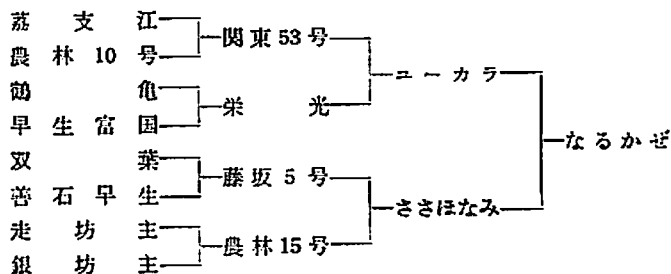 荔支江
農林10号
関東53号
鶴亀
早生富国
栄光
ユーカラ
双葉
善石早生
藤坂5号
走坊主
銀坊主
農林15号
ささほなみ
なるかぜ